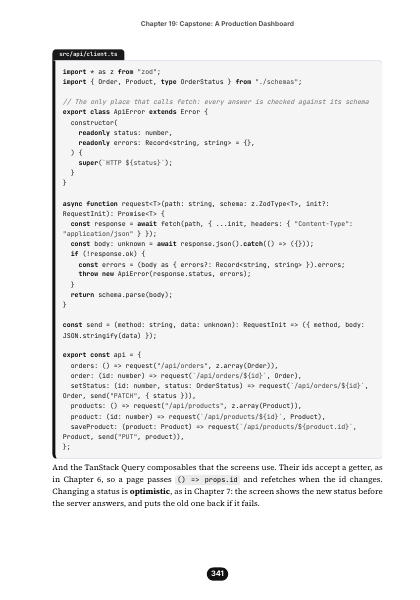 Chapter 19: Capstone: A Production Dashboard
src/api/client.ts
import * as z from "zod";
import { Order, Product, type OrderStatus } from "./schemas";
// The only place that calls fetch: every answer is checked against its schema
export class ApiError extends Error {
  constructor(
    readonly status: number,
    readonly errors: Record<string, string> = {},
  ) {
    super(`HTTP ${status}`);
  }
}
async function request<T>(path: string, schema: z.ZodType<T>, init?:
RequestInit): Promise<T> {
  const response = await fetch(path, { ...init, headers: { "Content-Type":
"application/json" } });
  const body: unknown = await response.json().catch(() => ({}));
  if (!response.ok) {
    const errors = (body as { errors?: Record<string, string> }).errors;
    throw new ApiError(response.status, errors);
  }
  return schema.parse(body);
}
const send = (method: string, data: unknown): RequestInit => ({ method, body:
JSON.stringify(data) });
export const api = {
  orders: () => request("/api/orders", z.array(Order)),
  order: (id: number) => request(`/api/orders/${id}`, Order),
  setStatus: (id: number, status: OrderStatus) => request(`/api/orders/${id}`,
Order, send("PATCH", { status })),
  products: () => request("/api/products", z.array(Product)),
  product: (id: number) => request(`/api/products/${id}`, Product),
  saveProduct: (product: Product) => request(`/api/products/${product.id}`,
Product, send("PUT", product)),
};
And the TanStack Query composables that the screens use. Their ids accept a getter, as
in Chapter 6, so a page passes () => props.id and refetches when the id changes.
Changing a status is optimistic, as in Chapter 7: the screen shows the new status before
the server answers, and puts the old one back if it fails.
341